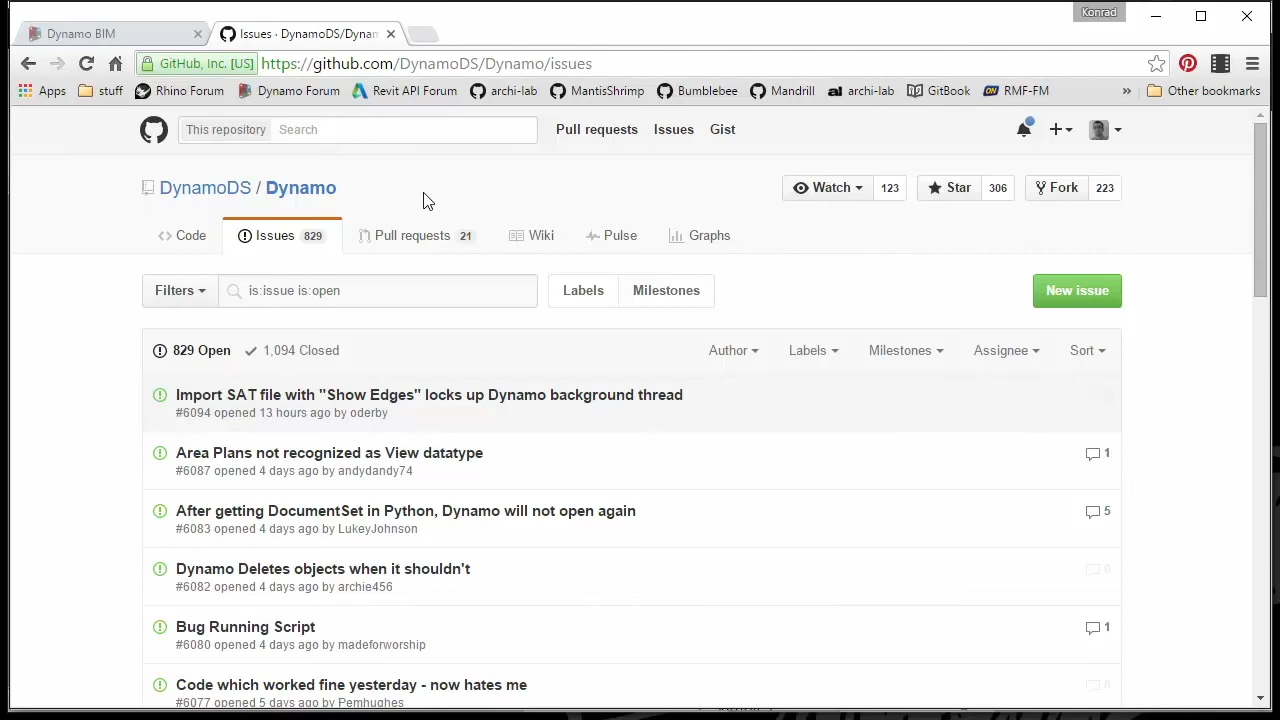 Konrad
Dynamo BIM
Issues · DynamoDS/Dynam
GitHub, Inc. [US] https://github.com/DynamoDS/Dynamo/issues
Apps stuff Rhino Forum Dynamo Forum Revit API Forum archi-lab MantisShrimp Bumblebee Mandrill archi-lab GitBook RMF-FM » Other bookmarks
This repository Search Pull requests Issues Gist
DynamoDS / Dynamo Watch 123 Star 306 Fork 223
Code Issues 829 Pull requests 21 Wiki Pulse Graphs
Filters is:issue is:open Labels Milestones New issue
829 Open 1,094 Closed Author Labels Milestones Assignee Sort
Import SAT file with "Show Edges" locks up Dynamo background thread
#6094 opened 13 hours ago by oderby
Area Plans not recognized as View datatype 1
#6087 opened 4 days ago by andydandy74
After getting DocumentSet in Python, Dynamo will not open again 5
#6083 opened 4 days ago by LukeyJohnson
Dynamo Deletes objects when it shouldn't 0
#6082 opened 4 days ago by archie456
Bug Running Script 1
#6080 opened 4 days ago by madeforworship
Code which worked fine yesterday - now hates me 0
#6077 opened 5 days ago by Pemhughes